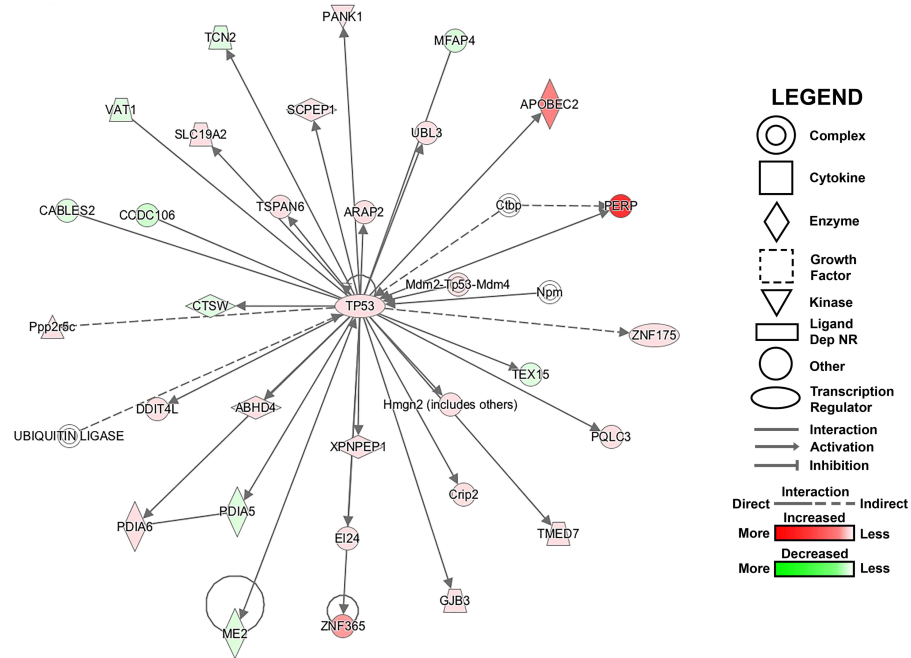 PANK1
TCN2
MFAP4
LEGEND
VAT1
SCPEP1
APOBEC2
SLC19A2
UBL3
Complex
Cytokine
CABLES2
CCDC106
TSPAN6
ARAP2
Ctbp
PERP
Enzyme
Growth
Factor
Mdm2-Tp53-Mdm4
Npm
CTSW
TP53
Kinase
Ppp2r5c
ZNF175
Ligand
Dep NR
TEX15
Other
DDIT4L
ABHD4
Hmgn2 (includes others)
Transcription
Regulator
UBIQUITIN LIGASE
XPNPEP1
PQLC3
Interaction
Activation
Inhibition
Crip2
Interaction
Direct
Indirect
PDIA6
PDIA5
EI24
TMED7
Increased
More
Less
Decreased
More
Less
GJB3
ME2
ZNF365